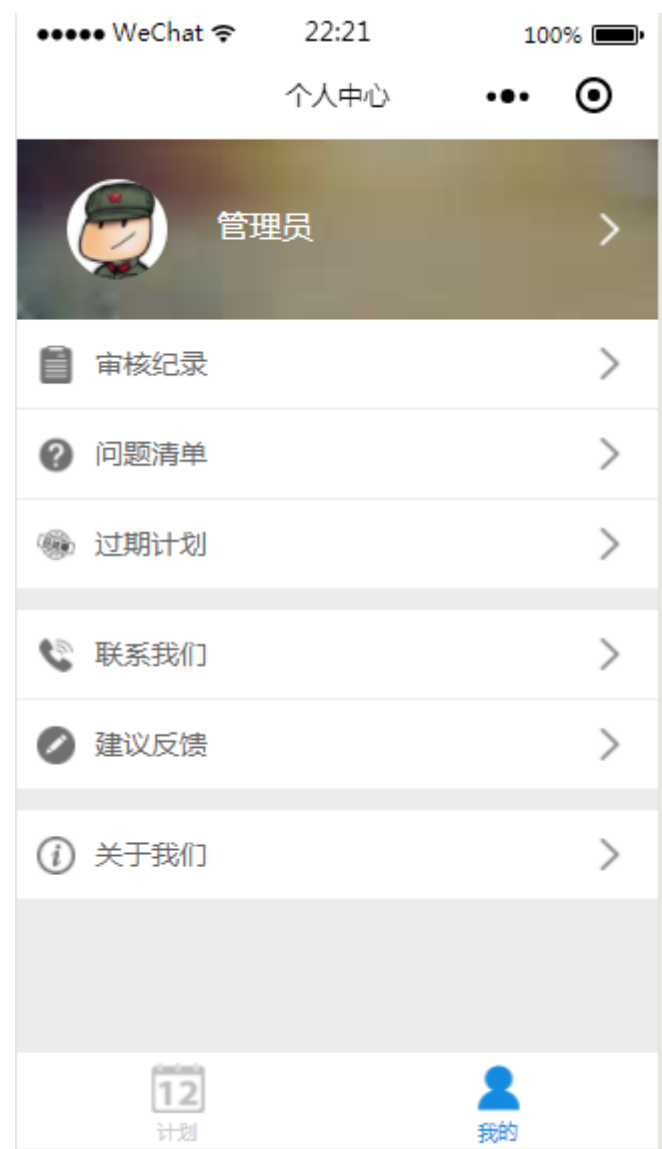 WeChat 22:21 100%
个人中心
管理员
审核纪录
问题清单
过期计划
联系我们
建议反馈
关于我们
12
计划 我的